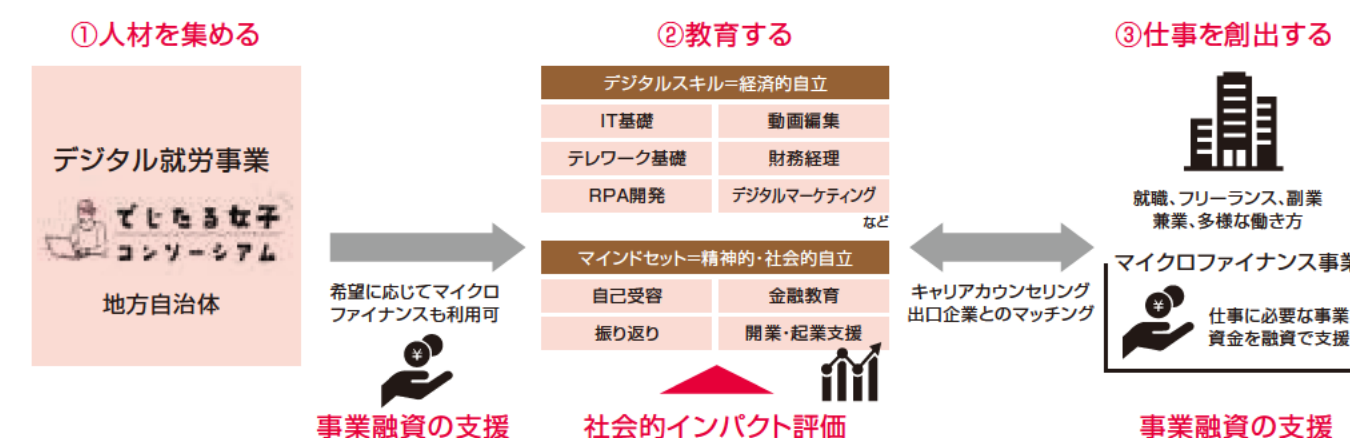 ①人材を集める
デジタル就労事業
でじたる女子
コンソーシアム
地方自治体
希望に応じてマイクロ
ファイナンスも利用可
¥
事業融資の支援
②教育する
デジタルスキル=経済的自立
IT基礎
動画編集
テレワーク基礎
財務経理
RPA開発
デジタルマーケティング
など
マインドセット=精神的・社会的自立
自己受容
金融教育
振り返り
開業・起業支援
社会的インパクト評価
キャリアカウンセリング
出口企業とのマッチング
③仕事を創出する
就職、フリーランス、副業
兼業、多様な働き方
マイクロファイナンス事業
¥
仕事に必要な事業
資金を融資で支援
事業融資の支援